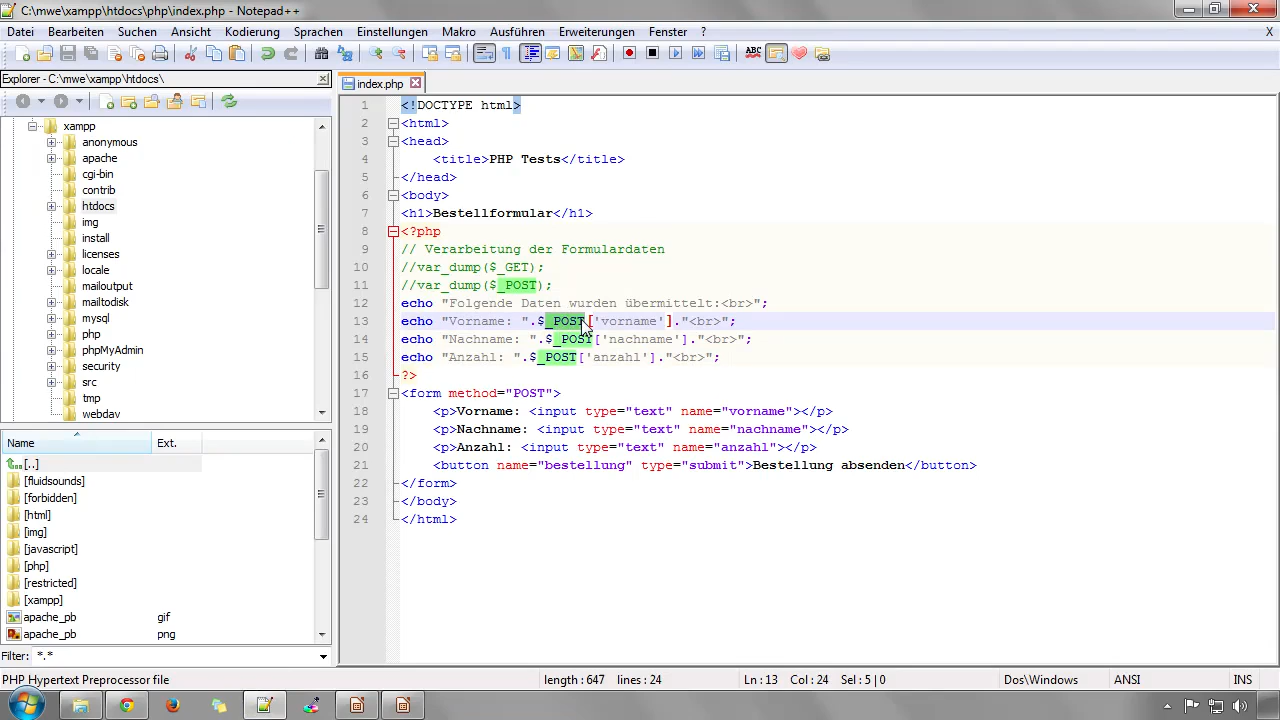 C:\mwe\xampp\htdocs\php\index.php - Notepad++
Datei Bearbeiten Suchen Ansicht Kodierung Sprachen Einstellungen Makro Ausführen Erweiterungen Fenster ? X
ABC
Explorer - C:\mwe\xampp\htdocs\
index.php
xampp
anonymous
apache
cgi-bin
contrib
htdocs
img
install
licenses
locale
mailoutput
mailtodisk
mysql
php
phpMyAdmin
security
src
tmp
webdav
Name Ext.
[..]
[fluidsounds]
[forbidden]
[html]
[img]
[javascript]
[php]
[restricted]
[xampp]
apache_pb gif
apache_pb png
Filter: *.*
1 <!DOCTYPE html>
2 <html>
3 <head>
4 <title>PHP Tests</title>
5 </head>
6 <body>
7 <h1>Bestellformular</h1>
8 <?php
9 // Verarbeitung der Formulardaten
10 //var_dump($_GET);
11 //var_dump($_POST);
12 echo "Folgende Daten wurden übermittelt:<br>";
13 echo "Vorname: ".$_POST['vorname']."<br>";
14 echo "Nachname: ".$_POST['nachname']."<br>";
15 echo "Anzahl: ".$_POST['anzahl']."<br>";
16 ?>
17 <form method="POST">
18 <p>Vorname: <input type="text" name="vorname"></p>
19 <p>Nachname: <input type="text" name="nachname"></p>
20 <p>Anzahl: <input type="text" name="anzahl"></p>
21 <button name="bestellung" type="submit">Bestellung absenden</button>
22 </form>
23 </body>
24 </html>
PHP Hypertext Preprocessor file length : 647 lines : 24 Ln : 13 Col : 24 Sel : 5 | 0 Dos\Windows ANSI INS